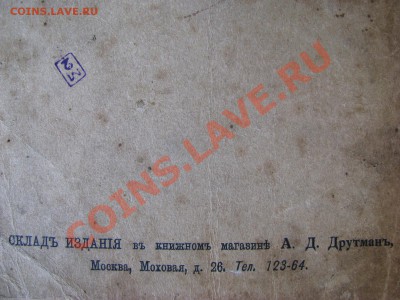 COINS.LAVE.RU
COINS.LAVE.RU
М
2
COINS.LAVE.RU
СКЛАДЪ ИЗДАНІЯ въ книжномъ магазинѣ А. Д. Друтманъ,
Москва, Моховая, д. 26. Тел. 123-64.